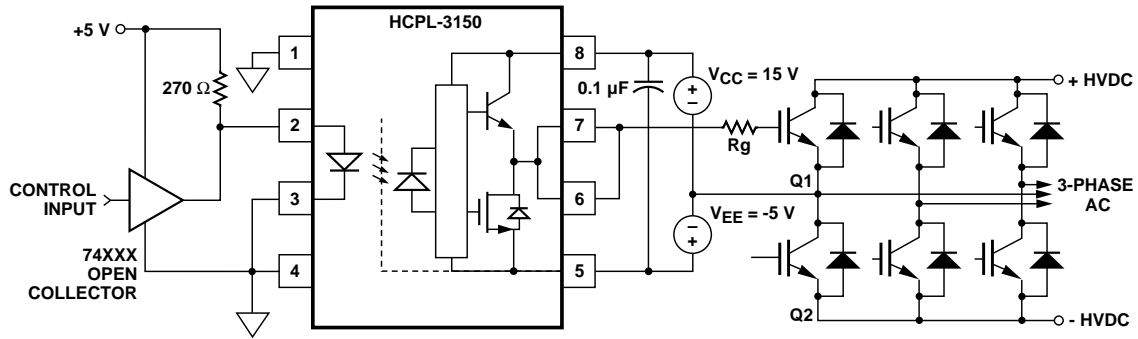 HCPL-3150
+5 V
1
8
270 Ω
0.1 µF
VCC = 15 V
+
−
+ HVDC
2
7
Rg
CONTROL
INPUT
3
6
Q1
3-PHASE
AC
VEE = -5 V
−
+
74XXX
OPEN
COLLECTOR
4
5
Q2
- HVDC